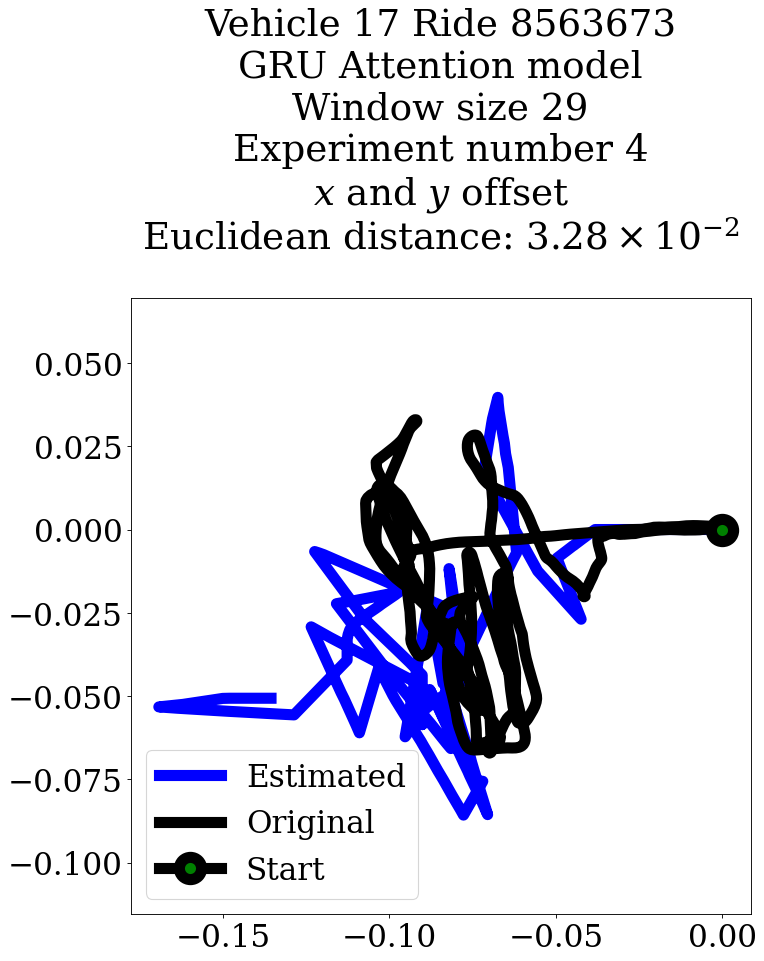 Vehicle 17 Ride 8563673
GRU Attention model
Window size 29
Experiment number 4
x and y offset
Euclidean distance: 3.28 × 10⁻²
0.050
0.025
0.000
−0.025
−0.050
−0.075
−0.100
Estimated
Original
Start
−0.15 −0.10 −0.05 0.00